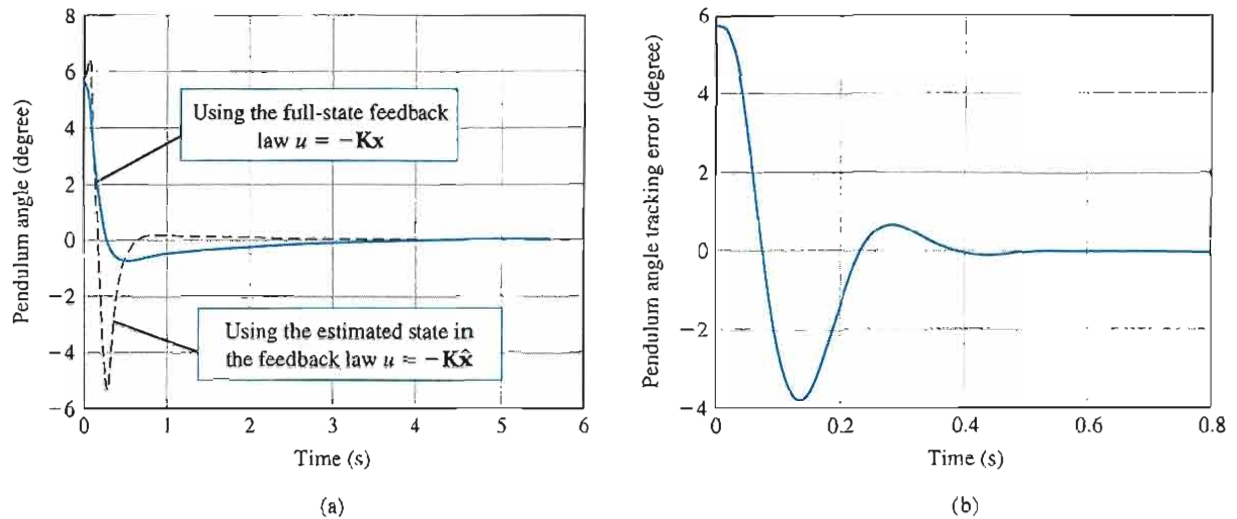 8
6
4
2
0
−2
−4
−6
Pendulum angle (degree)
Using the full-state feedback
law u = −Kx
Using the estimated state in
the feedback law u = −Kx̂
0 1 2 3 4 5 6
Time (s)
(a)
6
4
2
0
−2
−4
Pendulum angle tracking error (degree)
0 0.2 0.4 0.6 0.8
Time (s)
(b)